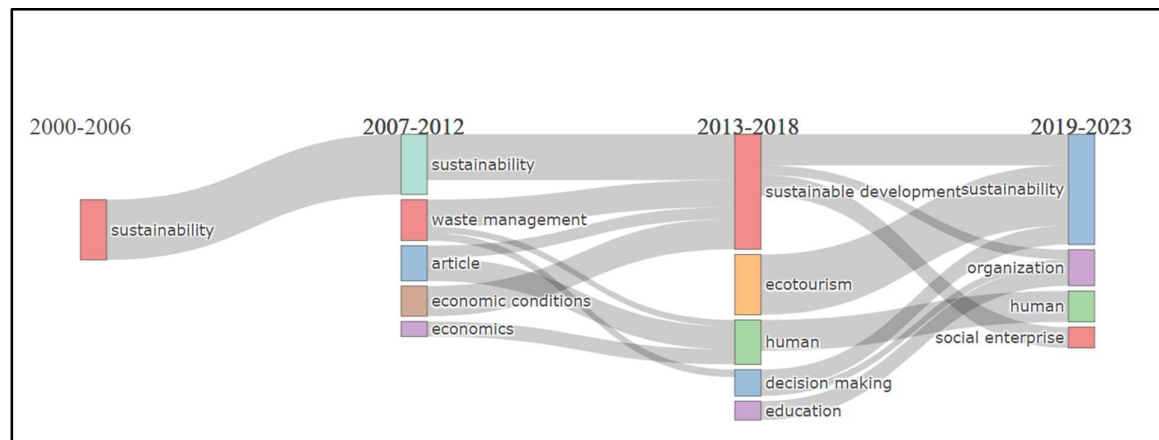 2000-2006
2007-2012
2013-2018
2019-2023
sustainability
sustainability
waste management
article
economic conditions
economics
sustainable development
ecotourism
human
decision making
education
sustainability
organization
human
social enterprise